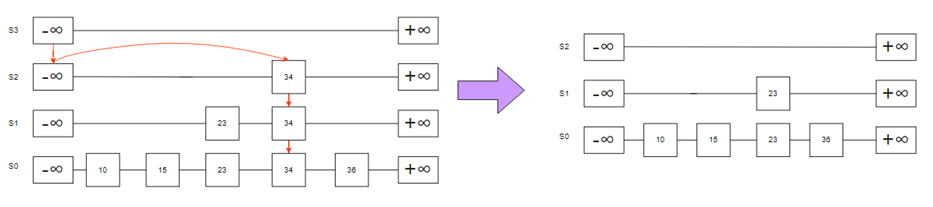 S3 -∞ +∞
S2 -∞ 34 +∞
S1 -∞ 23 34 +∞
S0 -∞ 10 15 23 34 36 +∞
S2 -∞ +∞
S1 -∞ 23 +∞
S0 -∞ 10 15 23 36 +∞